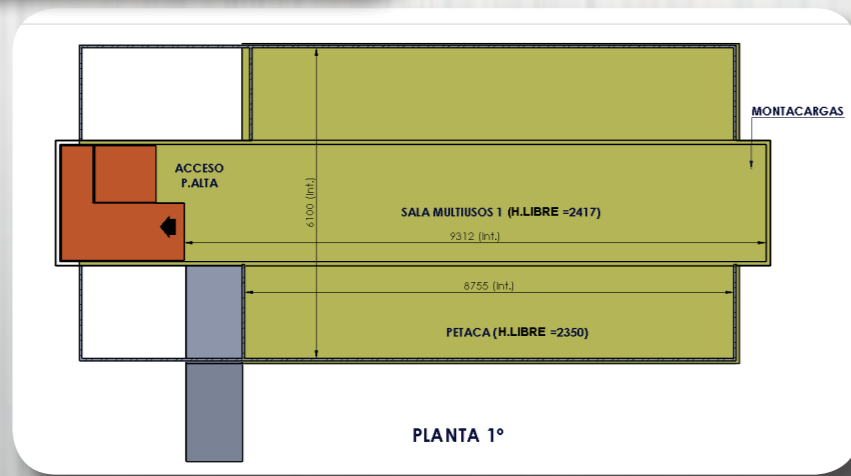 MONTACARGAS
ACCESO
P.ALTA
6100 (Int.)
SALA MULTIUSOS 1 (H.LIBRE =2417)
9312 (Int.)
8755 (Int.)
PETACA (H.LIBRE =2350)
PLANTA 1º